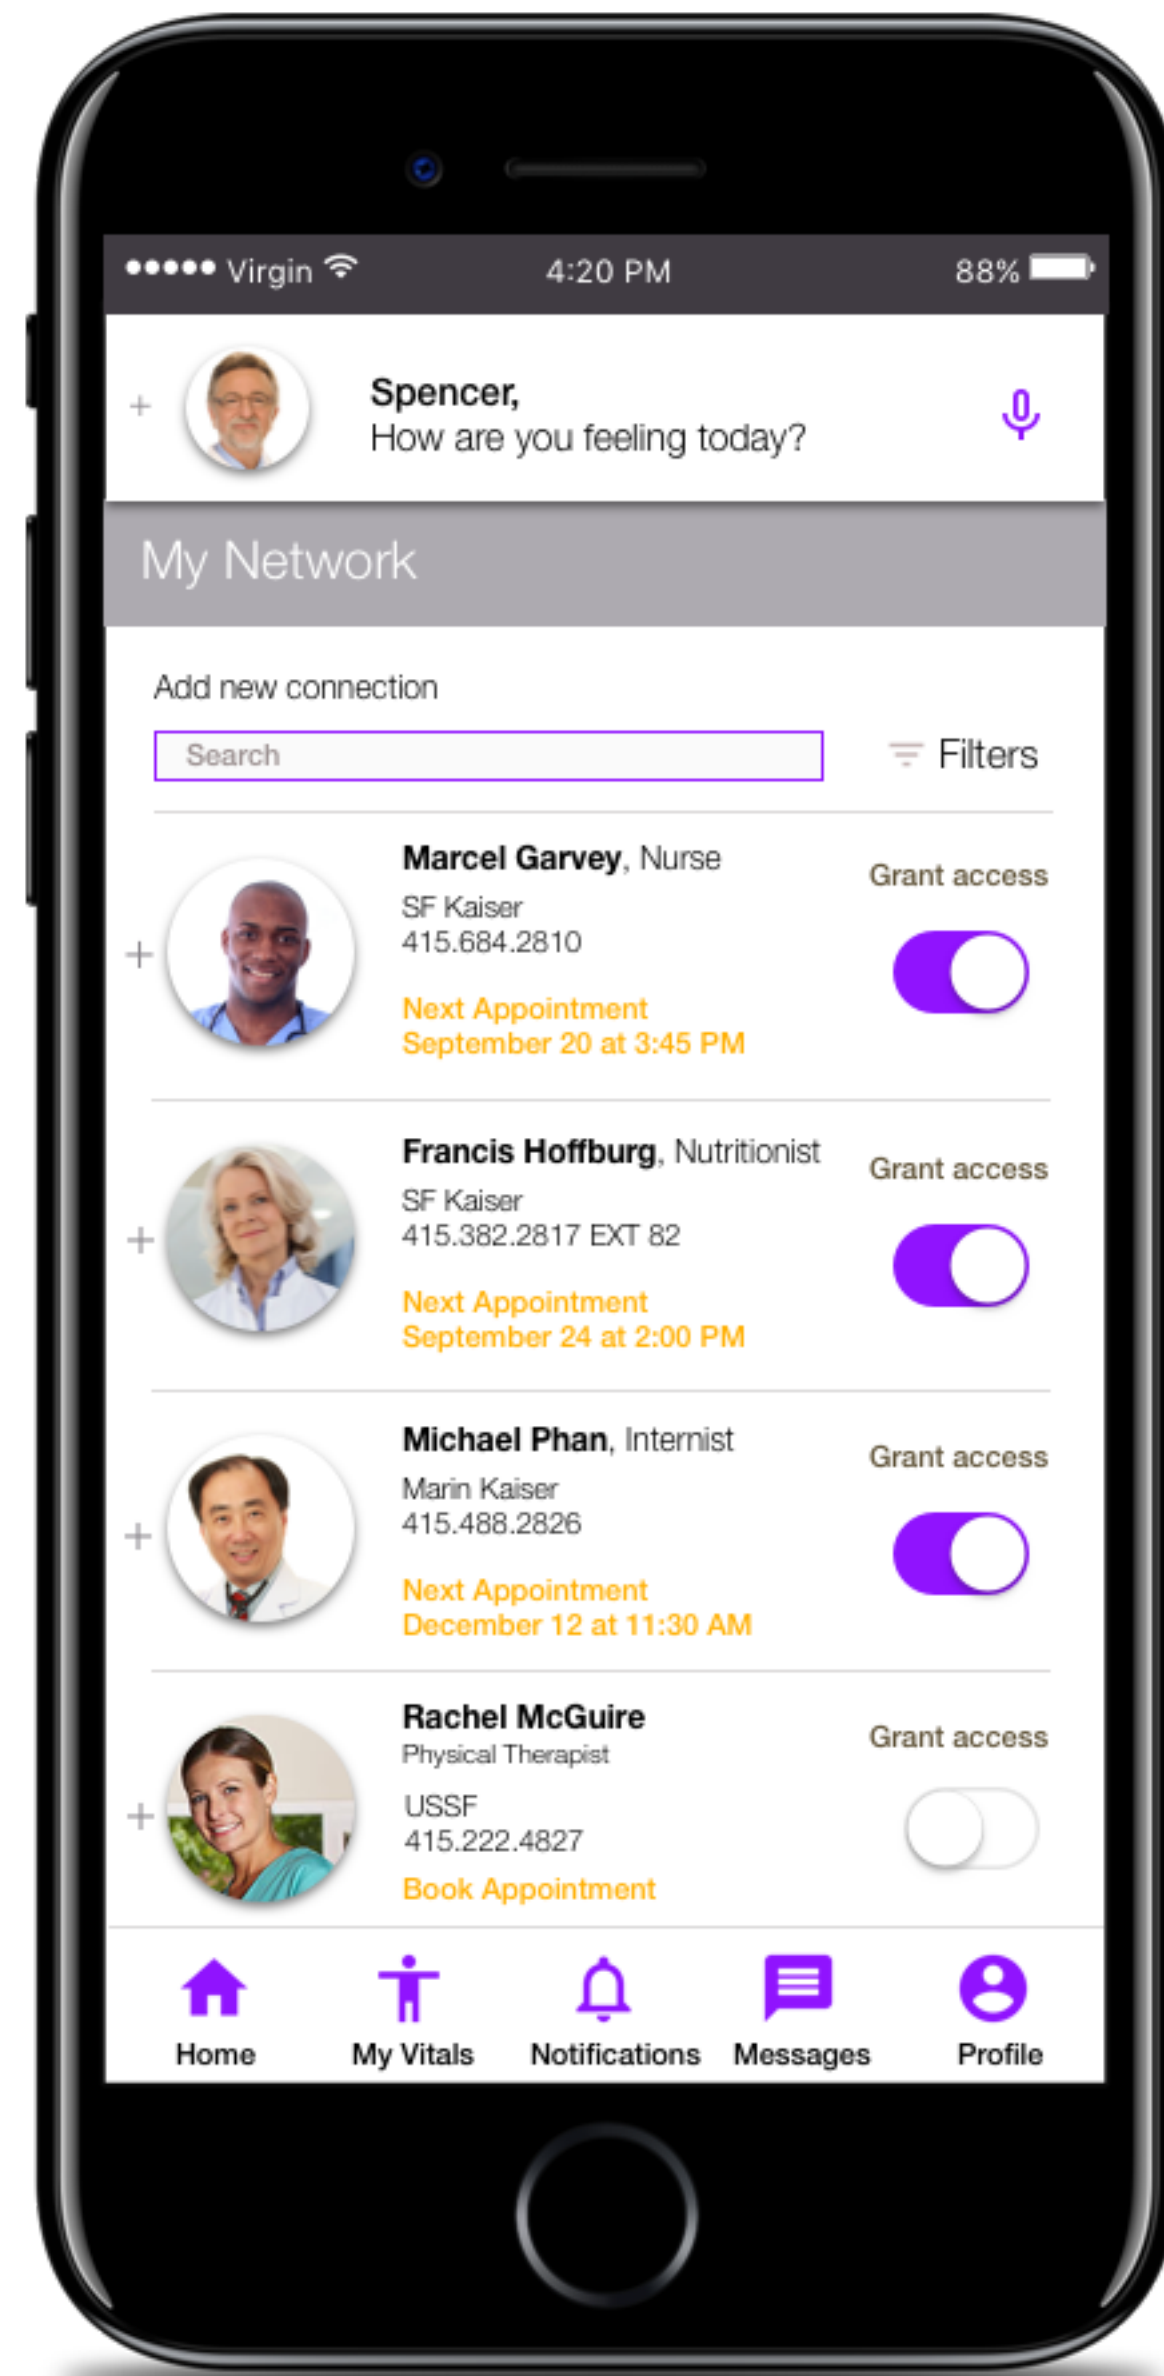 Virgin 4:20 PM 88%
Spencer,
How are you feeling today?
My Network
Add new connection
Search
Filters
Marcel Garvey, Nurse
SF Kaiser
415.684.2810
Next Appointment
September 20 at 3:45 PM
Grant access
Francis Hoffburg, Nutritionist
SF Kaiser
415.382.2817 EXT 82
Next Appointment
September 24 at 2:00 PM
Grant access
Michael Phan, Internist
Marin Kaiser
415.488.2826
Next Appointment
December 12 at 11:30 AM
Grant access
Rachel McGuire
Physical Therapist
USSF
415.222.4827
Book Appointment
Grant access
Home My Vitals Notifications Messages Profile